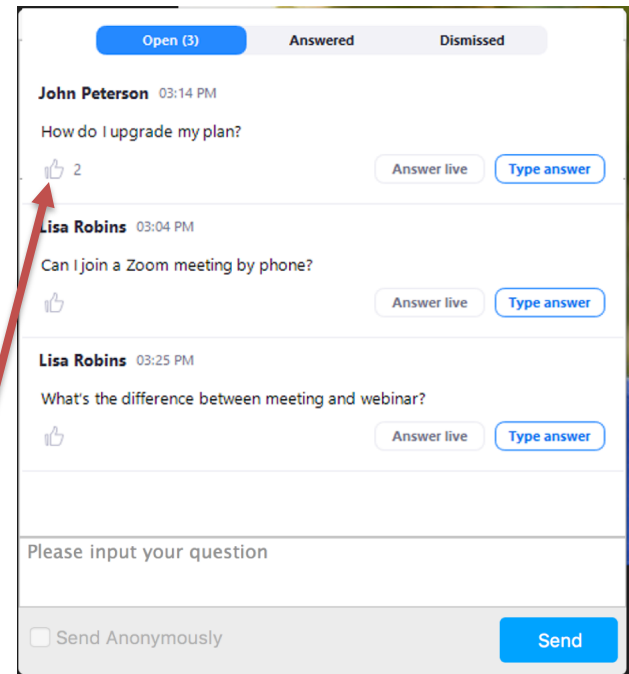 Open (3) Answered Dismissed
John Peterson 03:14 PM
How do I upgrade my plan?
2 Answer live Type answer
Lisa Robins 03:04 PM
Can I join a Zoom meeting by phone?
Answer live Type answer
Lisa Robins 03:25 PM
What's the difference between meeting and webinar?
Answer live Type answer
Please input your question
Send Anonymously Send